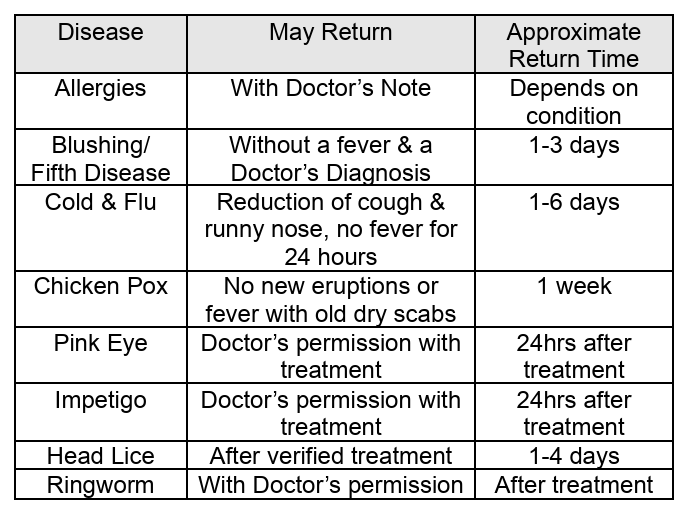 Disease May Return Approximate
Return Time
Allergies With Doctor’s Note Depends on
condition
Blushing/ Without a fever & a 1-3 days
Fifth Disease Doctor’s Diagnosis
Cold & Flu Reduction of cough & 1-6 days
runny nose, no fever for
24 hours
Chicken Pox No new eruptions or 1 week
fever with old dry scabs
Pink Eye Doctor’s permission with 24hrs after
treatment treatment
Impetigo Doctor’s permission with 24hrs after
treatment treatment
Head Lice After verified treatment 1-4 days
Ringworm With Doctor’s permission After treatment